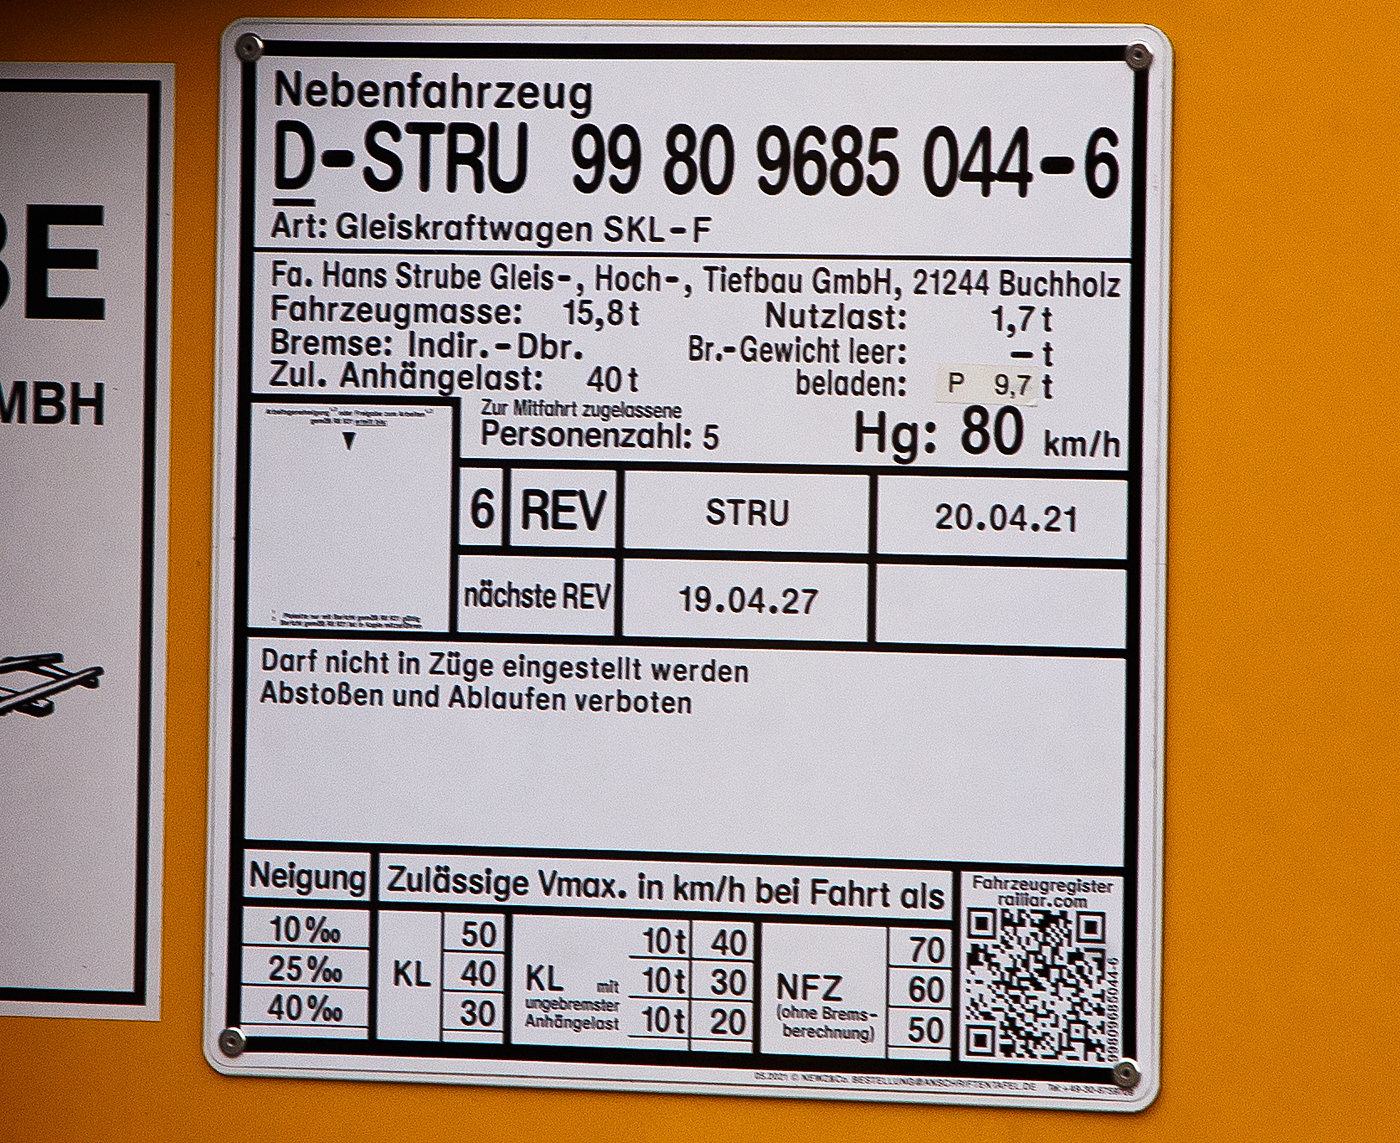 BE
MBH
Nebenfahrzeug
D-STRU 99 80 9685 044-6
Art: Gleiskraftwagen SKL-F
Fa. Hans Strube Gleis-, Hoch-, Tiefbau GmbH, 21244 Buchholz
Fahrzeugmasse: 15,8 t Nutzlast: 1,7 t
Bremse: Indir.-Dbr. Br.-Gewicht leer: - t
Zul. Anhängelast: 40 t beladen: P 9,7 t
Zur Mitfahrt zugelassene
Personenzahl: 5 Hg: 80 km/h
6 REV STRU 20.04.21
nächste REV 19.04.27
Darf nicht in Züge eingestellt werden
Abstoßen und Ablaufen verboten
Neigung Zulässige Vmax. in km/h bei Fahrt als
10‰ 50 10 t 40 70
25‰ KL 40 KL mit 10 t 30 NFZ 60
40‰ 30 ungebremster Anhängelast 10 t 20 (ohne Bremsberechnung) 50
Fahrzeugregister
railiar.com
99809685044-6